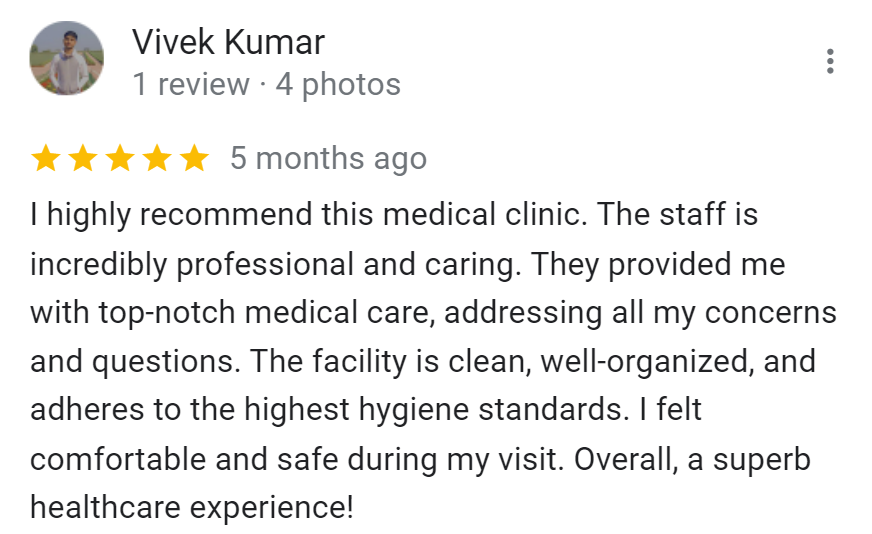 Vivek Kumar
1 review · 4 photos
5 months ago
I highly recommend this medical clinic. The staff is
incredibly professional and caring. They provided me
with top-notch medical care, addressing all my concerns
and questions. The facility is clean, well-organized, and
adheres to the highest hygiene standards. I felt
comfortable and safe during my visit. Overall, a superb
healthcare experience!